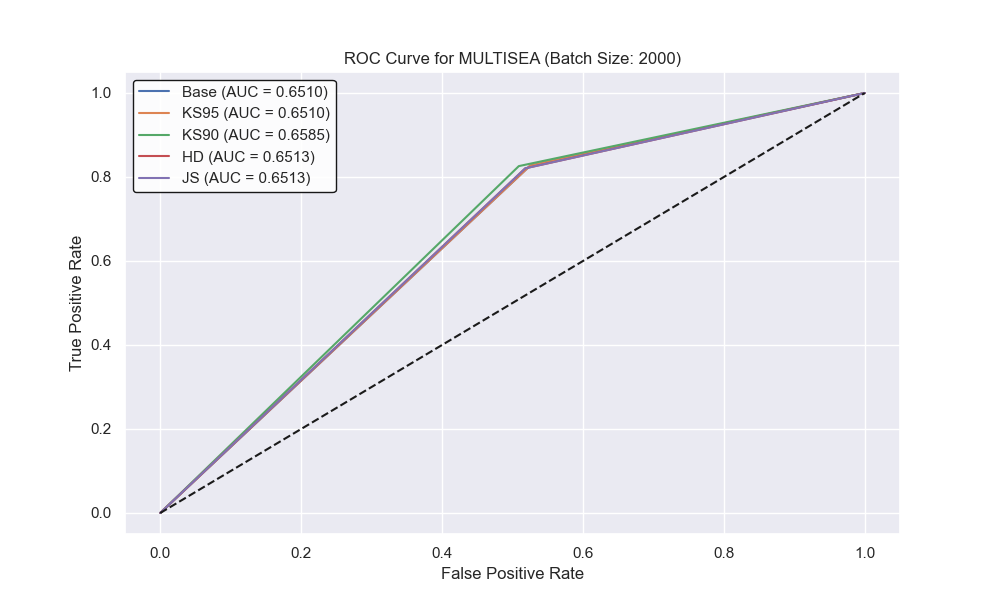 ROC Curve for MULTISEA (Batch Size: 2000)
Base (AUC = 0.6510)
KS95 (AUC = 0.6510)
KS90 (AUC = 0.6585)
HD (AUC = 0.6513)
JS (AUC = 0.6513)
True Positive Rate
1.0
0.8
0.6
0.4
0.2
0.0
0.0 0.2 0.4 0.6 0.8 1.0
False Positive Rate